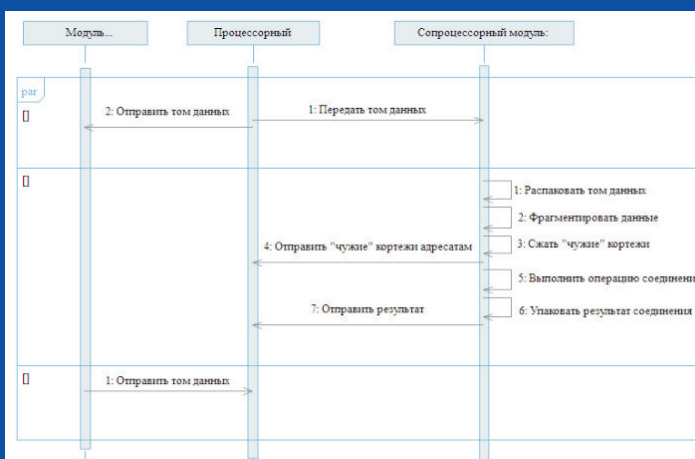 Модуль...
Процессорный
Сопроцессорный модуль:
par
[]
2: Отправить том данных
1: Передать том данных
[]
1: Распаковать том данных
2: Фрагментировать данные
3: Сжать "чужие" кортежи
4: Отправить "чужие" кортежи адресатам
5: Выполнить операцию соединени
7: Отправить результат
6: Упаковать результат соединения
[]
1: Отправить том данных